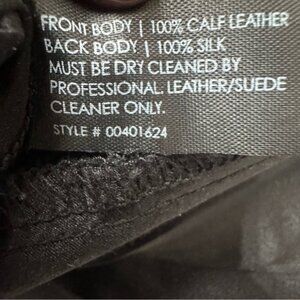 FRONT BODY | 100% CALF LEATHER
BACK BODY | 100% SILK
MUST BE DRY CLEANED BY
PROFESSIONAL. LEATHER/SUEDE
CLEANER ONLY.
STYLE # 00401624